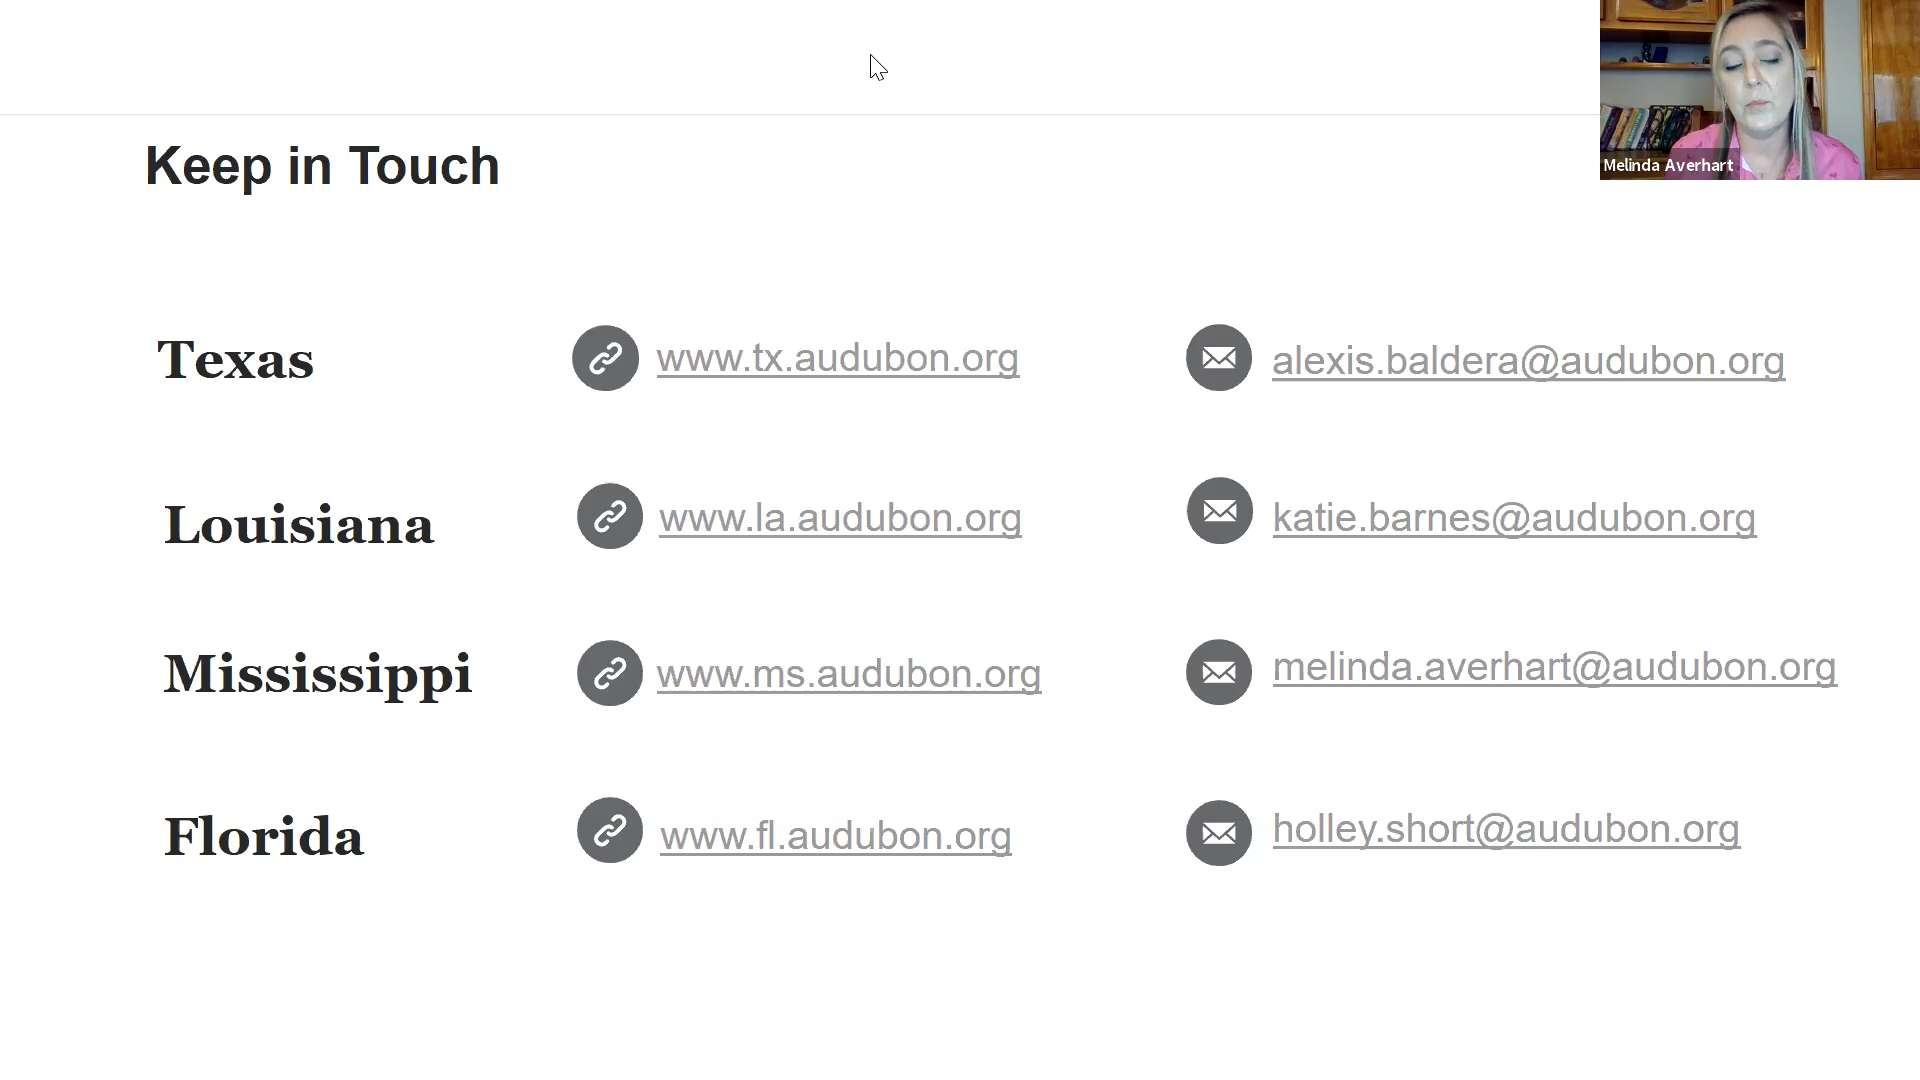 Melinda Averhart
Keep in Touch
Texas www.tx.audubon.org alexis.baldera@audubon.org
Louisiana www.la.audubon.org katie.barnes@audubon.org
Mississippi www.ms.audubon.org melinda.averhart@audubon.org
Florida www.fl.audubon.org holley.short@audubon.org